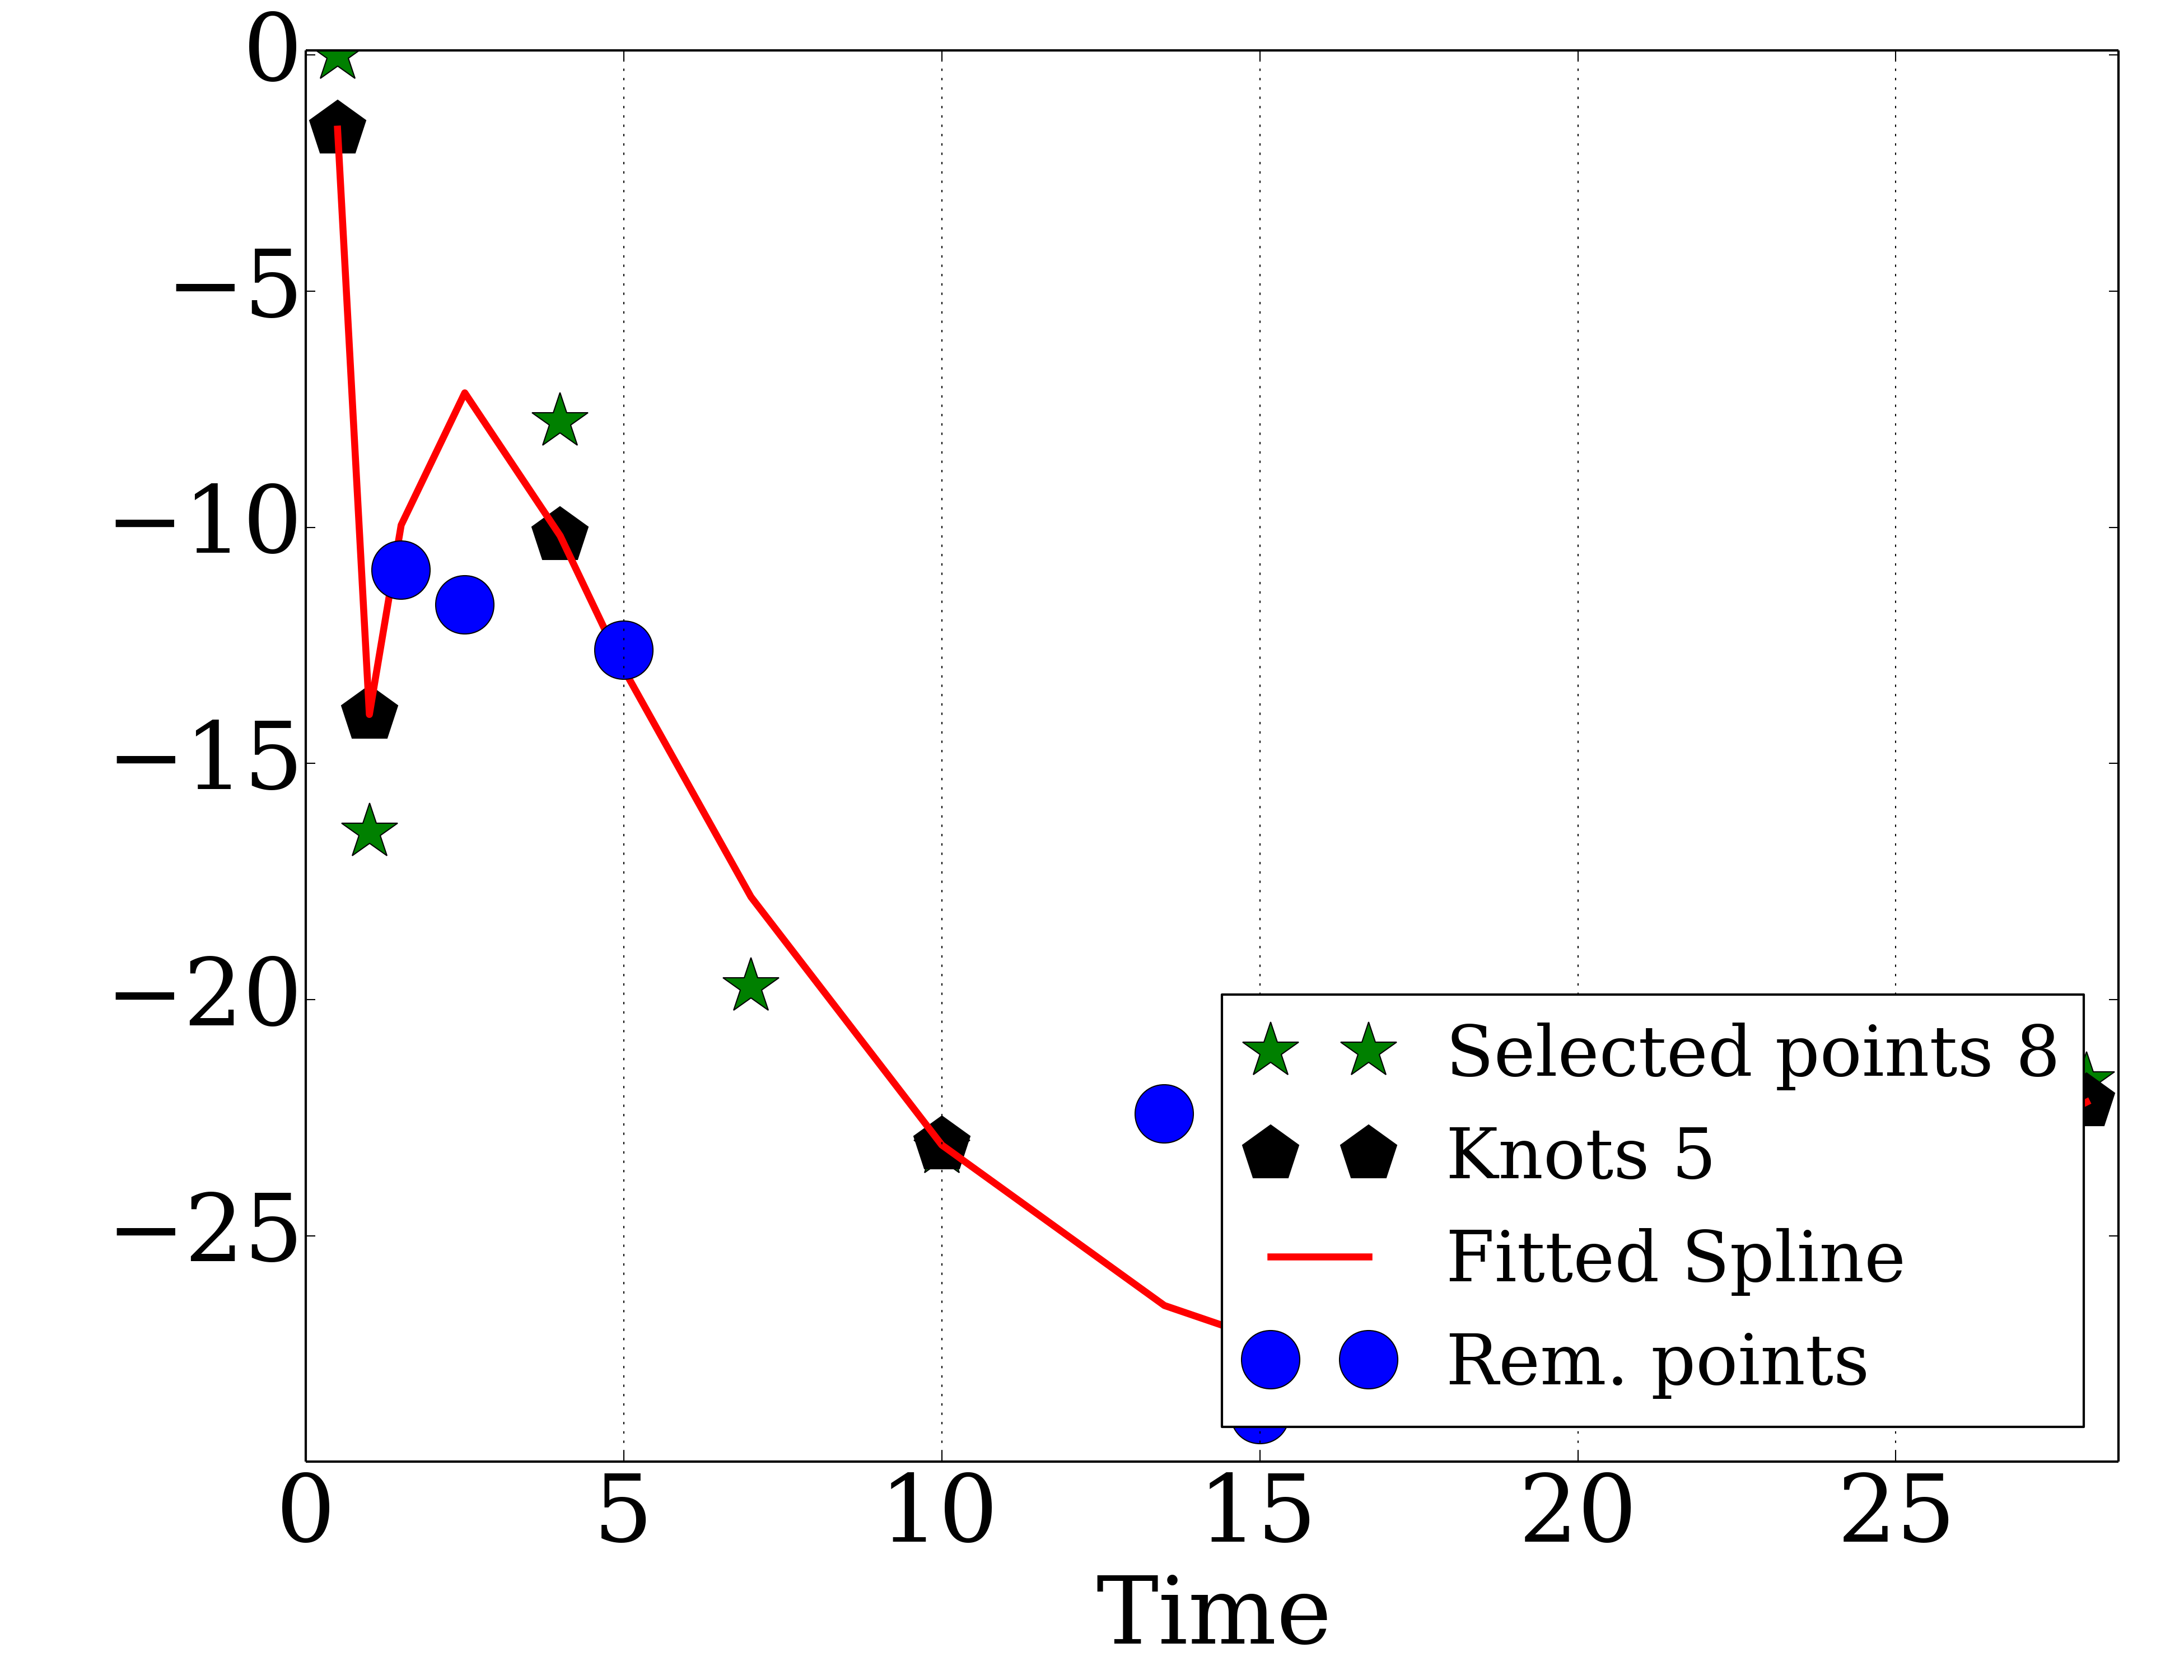 0
−5
−10
−15
−20
−25
Selected points 8
Knots 5
Fitted Spline
Rem. points
0 5 10 15 20 25
Time